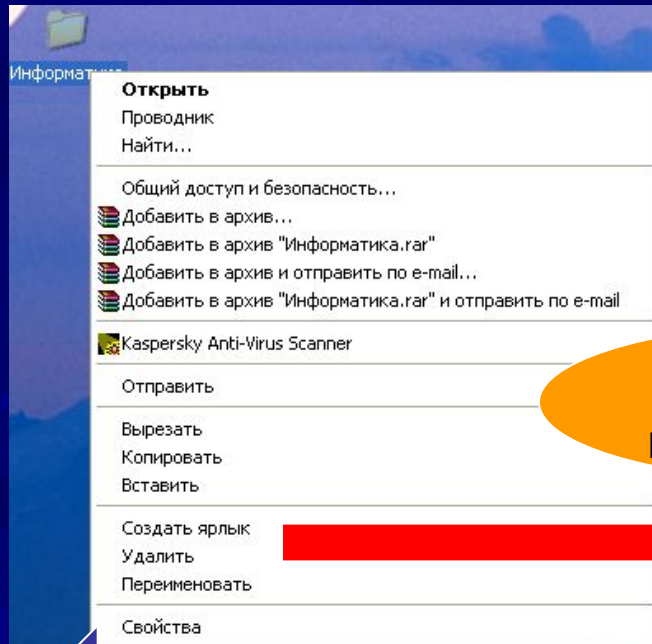 Открыть
Проводник
Найти...
Общий доступ и безопасность...
Добавить в архив...
Добавить в архив "Информатика.rar"
Добавить в архив и отправить по e-mail...
Добавить в архив "Информатика.rar" и отправить по e-mail
Kaspersky Anti-Virus Scanner
Отправить
Вырезать
Копировать
Вставить
Создать ярлык
Удалить
Переименовать
Свойства